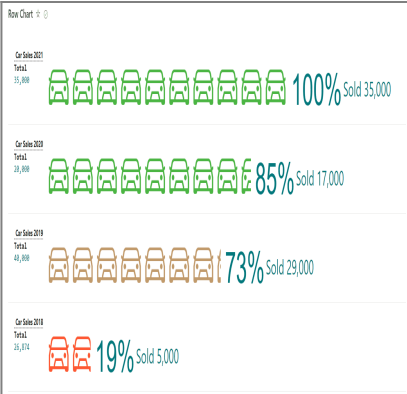 Row Chart
Car Sales 2021
Total
35,000
100% Sold 35,000
Car Sales 2020
Total
20,000
85% Sold 17,000
Car Sales 2019
Total
40,000
73% Sold 29,000
Car Sales 2018
Total
26,874
19% Sold 5,000